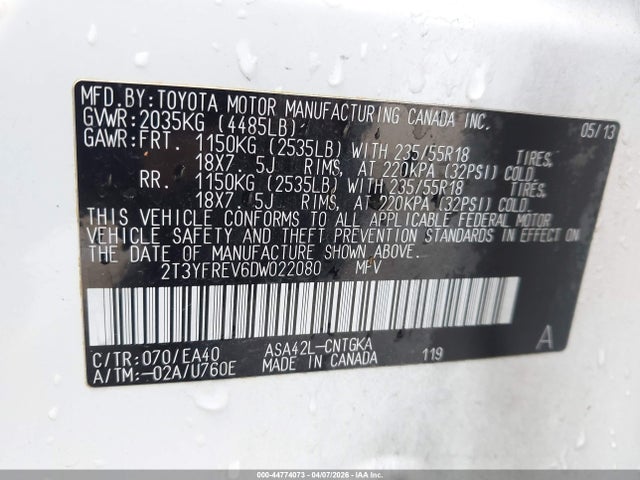 MFD.BY:TOYOTA MOTOR MANUFACTURING CANADA INC. 05/13
GVWR:2035KG (4485LB)
GAWR:FRT. 1150KG (2535LB) WITH 235/55R18 TIRES,
18X7 5J RIMS, AT 220KPA (32PSI) COLD.
RR. 1150KG (2535LB) WITH 235/55R18 TIRES,
18X7 5J RIMS, AT 220KPA (32PSI) COLD.
THIS VEHICLE CONFORMS TO ALL APPLICABLE FEDERAL MOTOR
VEHICLE SAFETY AND THEFT PREVENTION STANDARDS IN EFFECT ON
THE DATE OF MANUFACTURE SHOWN ABOVE.
2T3YFREV6DW022080 MFV
C/TR:070/EA40 ASA42L-CNTGKA A
A/TM:-02A/U760E MADE IN CANADA 119
000-44774073 - 04/07/2026 - IAAI